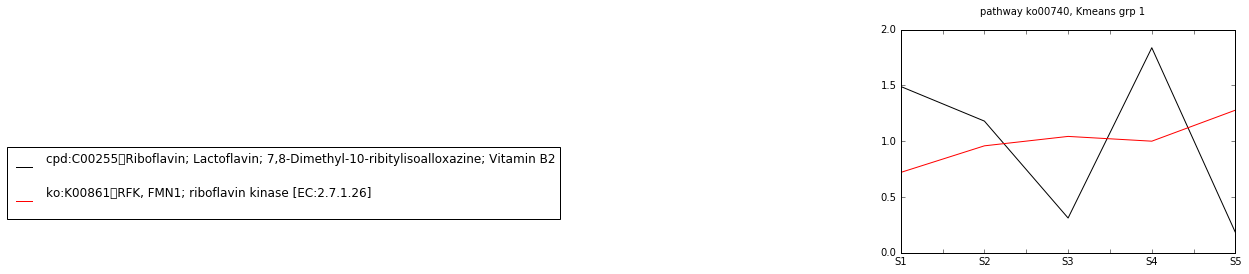 pathway ko00740, Kmeans grp 1
2.0
1.5
1.0
0.5
0.0
S1 S2 S3 S4 S5
cpd:C00255▯Riboflavin; Lactoflavin; 7,8-Dimethyl-10-ribitylisoalloxazine; Vitamin B2
ko:K00861▯RFK, FMN1; riboflavin kinase [EC:2.7.1.26]